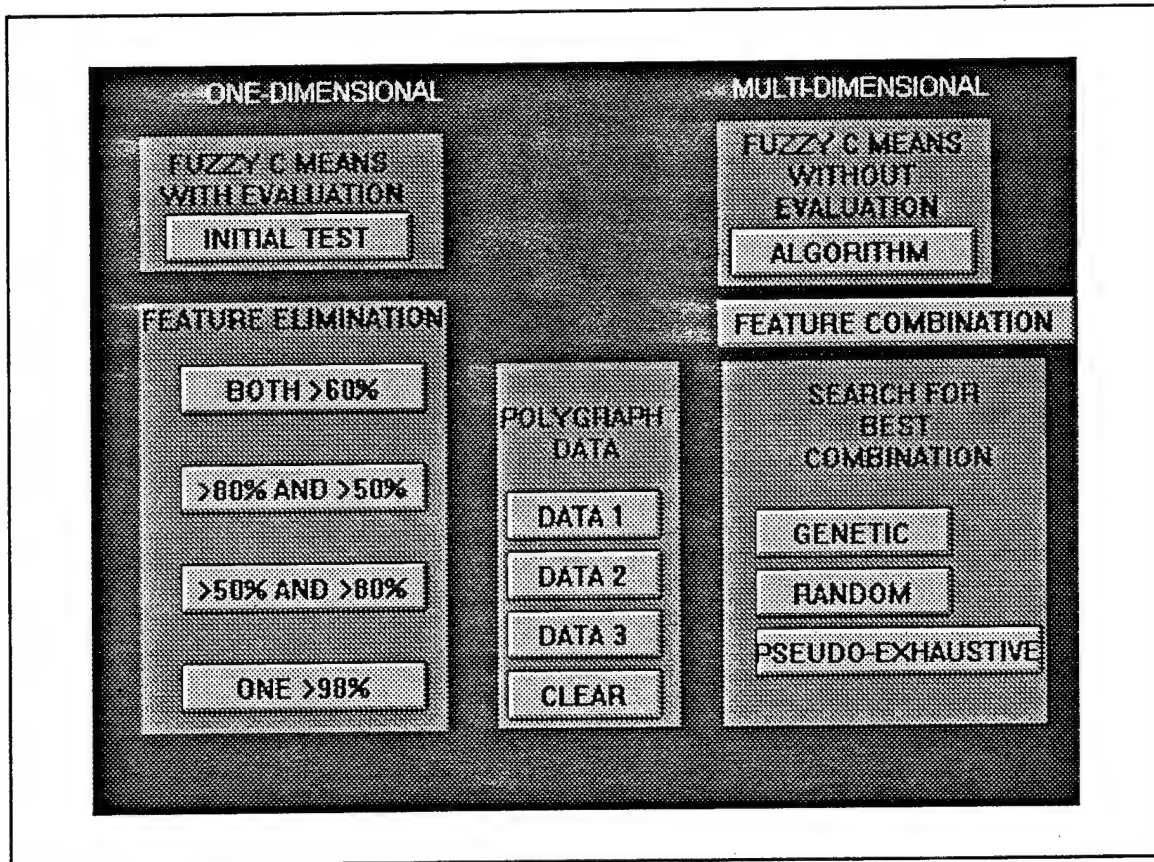 ONE-DIMENSIONAL
FUZZY C MEANS
WITH EVALUATION
INITIAL TEST
FEATURE ELIMINATION
BOTH >60%
>80% AND >50%
>50% AND >80%
ONE >98%
POLYGRAPH
DATA
DATA 1
DATA 2
DATA 3
CLEAR
MULTI-DIMENSIONAL
FUZZY C MEANS
WITHOUT
EVALUATION
ALGORITHM
FEATURE COMBINATION
SEARCH FOR
BEST
COMBINATION
GENETIC
RANDOM
PSEUDO-EXHAUSTIVE